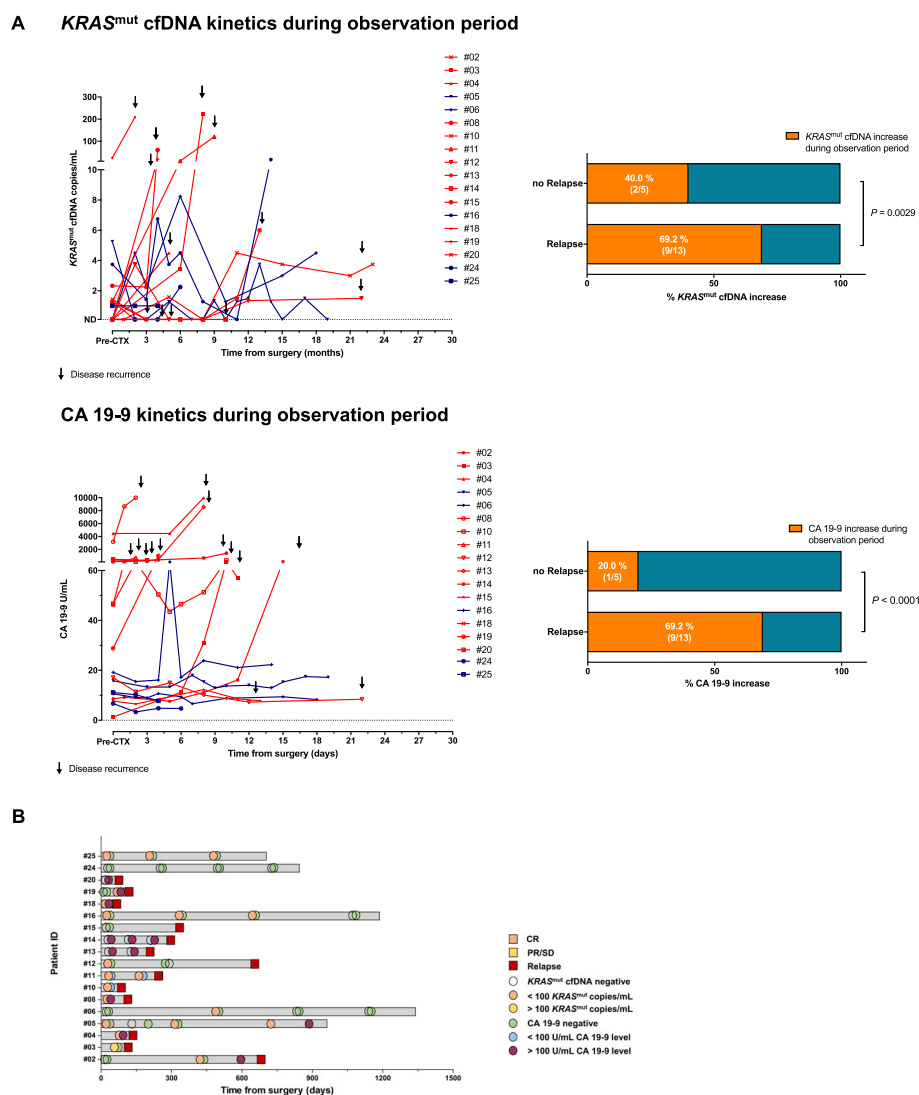 A
KRASmut cfDNA kinetics during observation period
KRASmut cfDNA copies/mL
300
200
100
10
8
6
4
2
ND
Pre-CTX 3 6 9 12 15 18 21 24 27 30
Time from surgery (months)
Disease recurrence
#02
#03
#04
#05
#06
#08
#10
#11
#12
#13
#14
#15
#16
#18
#19
#20
#24
#25
KRASmut cfDNA increase
during observation period
no Relapse
40.0 %
(2/5)
Relapse
69.2 %
(9/13)
P = 0.0029
0 50 100
% KRASmut cfDNA increase
CA 19-9 kinetics during observation period
CA 19-9 U/mL
10000
8000
6000
4000
2000
60
40
20
0
Pre-CTX 3 6 9 12 15 18 21 24 27 30
Time from surgery (days)
Disease recurrence
#02
#03
#04
#05
#06
#08
#10
#11
#12
#13
#14
#15
#16
#18
#19
#20
#24
#25
CA 19-9 increase during
observation period
no Relapse
20.0 %
(1/5)
Relapse
69.2 %
(9/13)
P < 0.0001
0 50 100
% CA 19-9 increase
B
Patient ID
#25
#24
#20
#19
#18
#16
#15
#14
#13
#12
#11
#10
#08
#06
#05
#04
#03
#02
0 300 600 900 1200 1500
Time from surgery (days)
CR
PR/SD
Relapse
KRASmut cfDNA negative
< 100 KRASmut copies/mL
> 100 KRASmut copies/mL
CA 19-9 negative
< 100 U/mL CA 19-9 level
> 100 U/mL CA 19-9 level